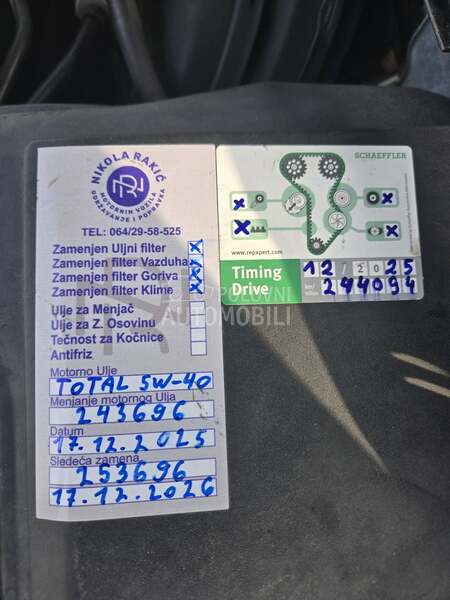 NIKOLA RAKIĆ
ODRŽAVANJE I POPRAVKA
MOTORNIH VOZILA
TEL: 064/29-58-525
Zamenjen Uljni filter X
Zamenjen filter Vazduha X
Zamenjen filter Goriva X
Zamenjen filter Klime X
Ulje za Menjač
Ulje za Z. Osovinu
Tečnost za Kočnice
Antifriz
Motorno Ulje
TOTAL 5W-40
Menjanje motornog Ulja
243696
Datum
17.12.2025
Sledeća zamena
253696
17.12.2026
SCHAEFFLER
X X
X X
www.repxpert.com
Timing Drive
12 / 2025
km/miles 244094
POLOVNI
AUTOMOBILI